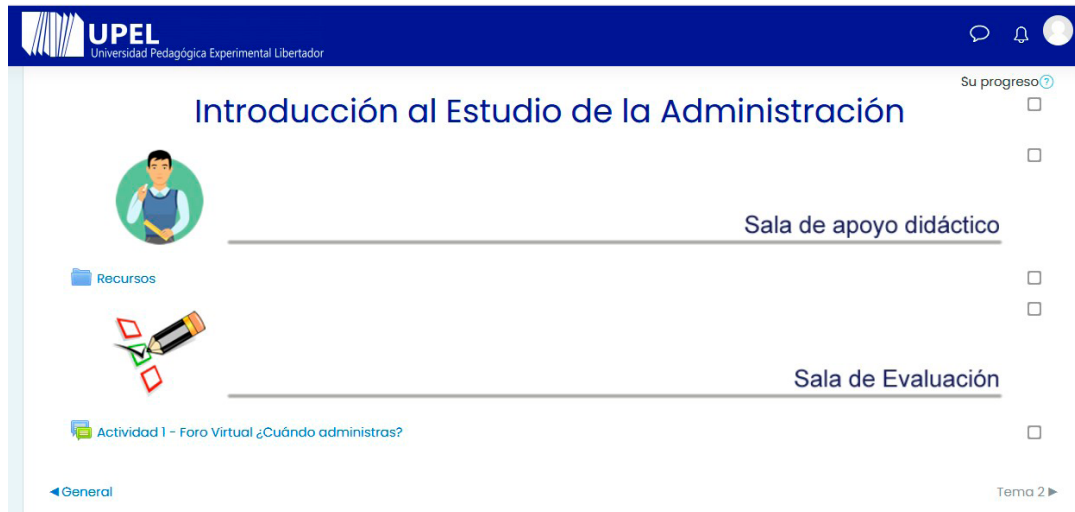 UPEL
Universidad Pedagógica Experimental Libertador
Su progreso
Introducción al Estudio de la Administración
Sala de apoyo didáctico
Recursos
Sala de Evaluación
Actividad 1 - Foro Virtual ¿Cuándo administras?
◄General
Tema 2►